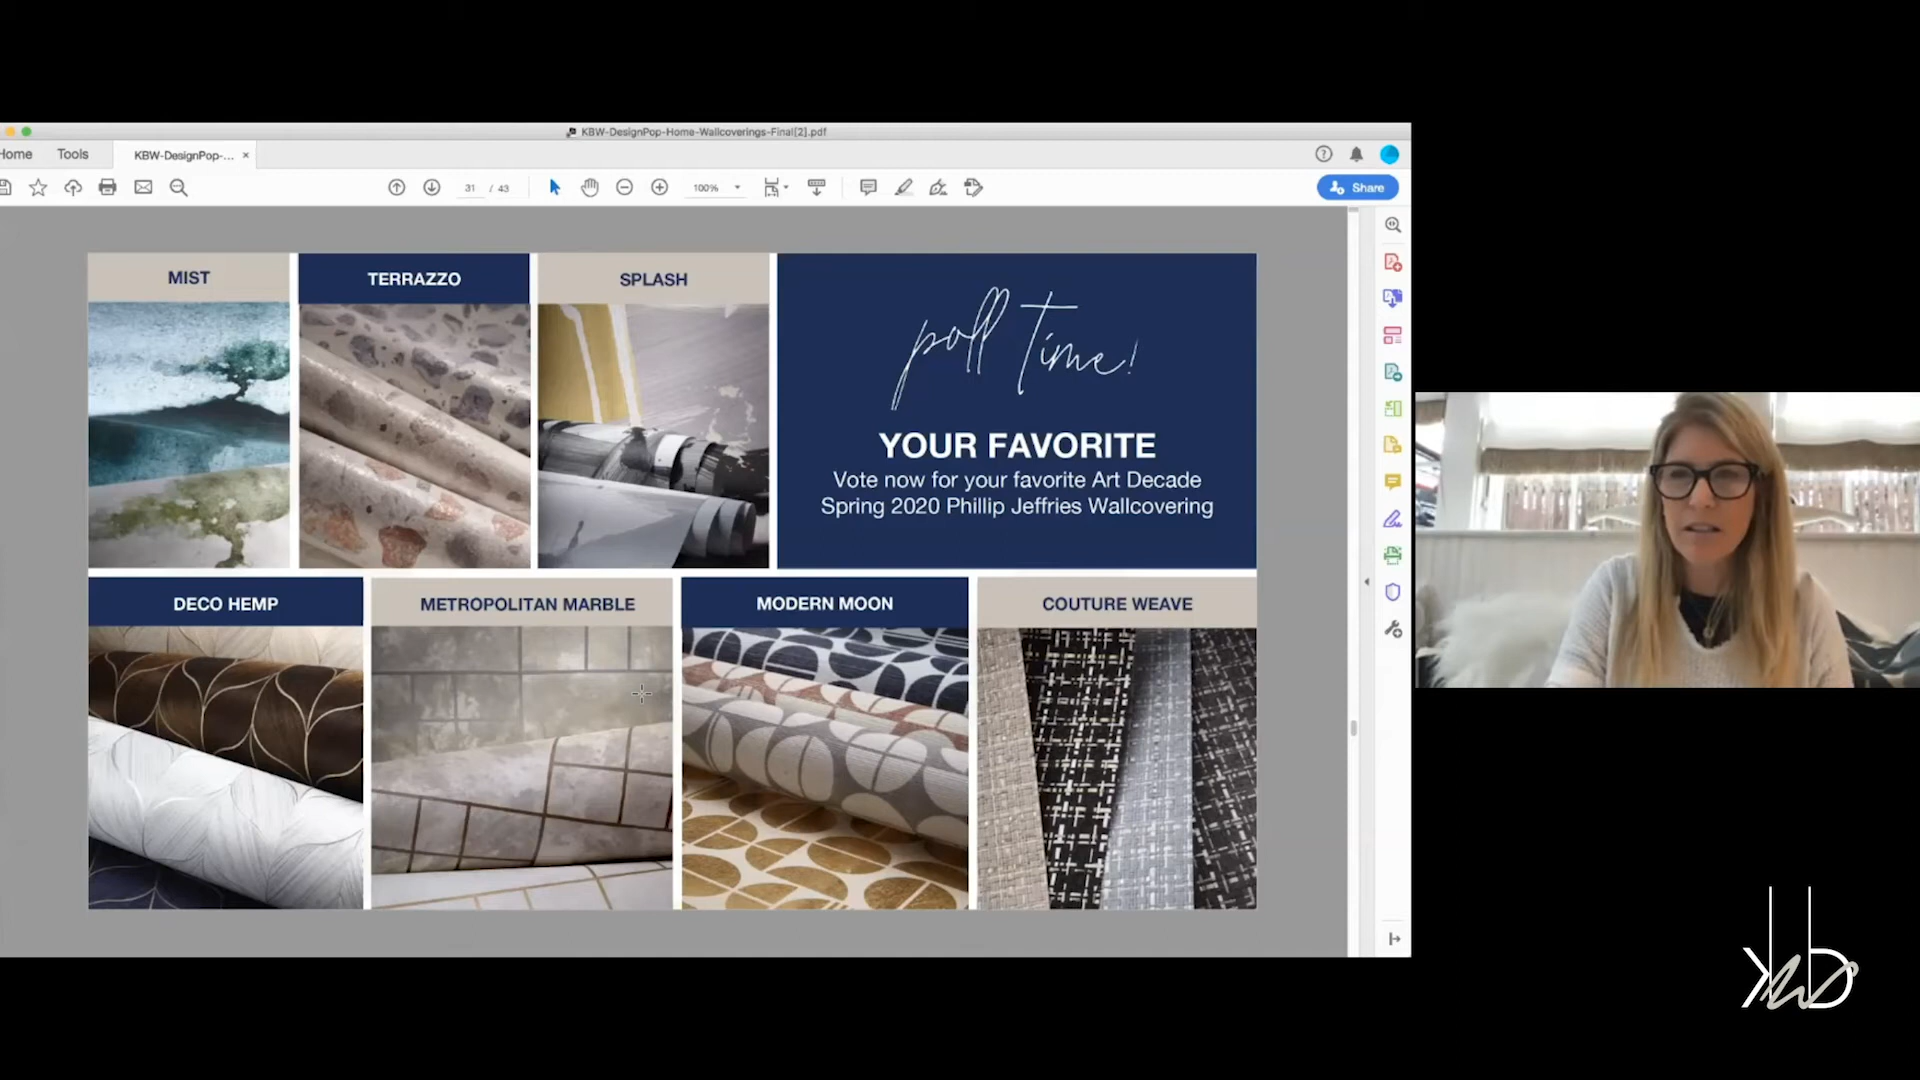 KBW-DesignPop-Home-Wallcoverings-Final[2].pdf
Home Tools KBW-DesignPop-...
31 / 43
100%
Share
MIST
TERRAZZO
SPLASH
poll time!
YOUR FAVORITE
Vote now for your favorite Art Decade
Spring 2020 Phillip Jeffries Wallcovering
DECO HEMP
METROPOLITAN MARBLE
MODERN MOON
COUTURE WEAVE
kbw